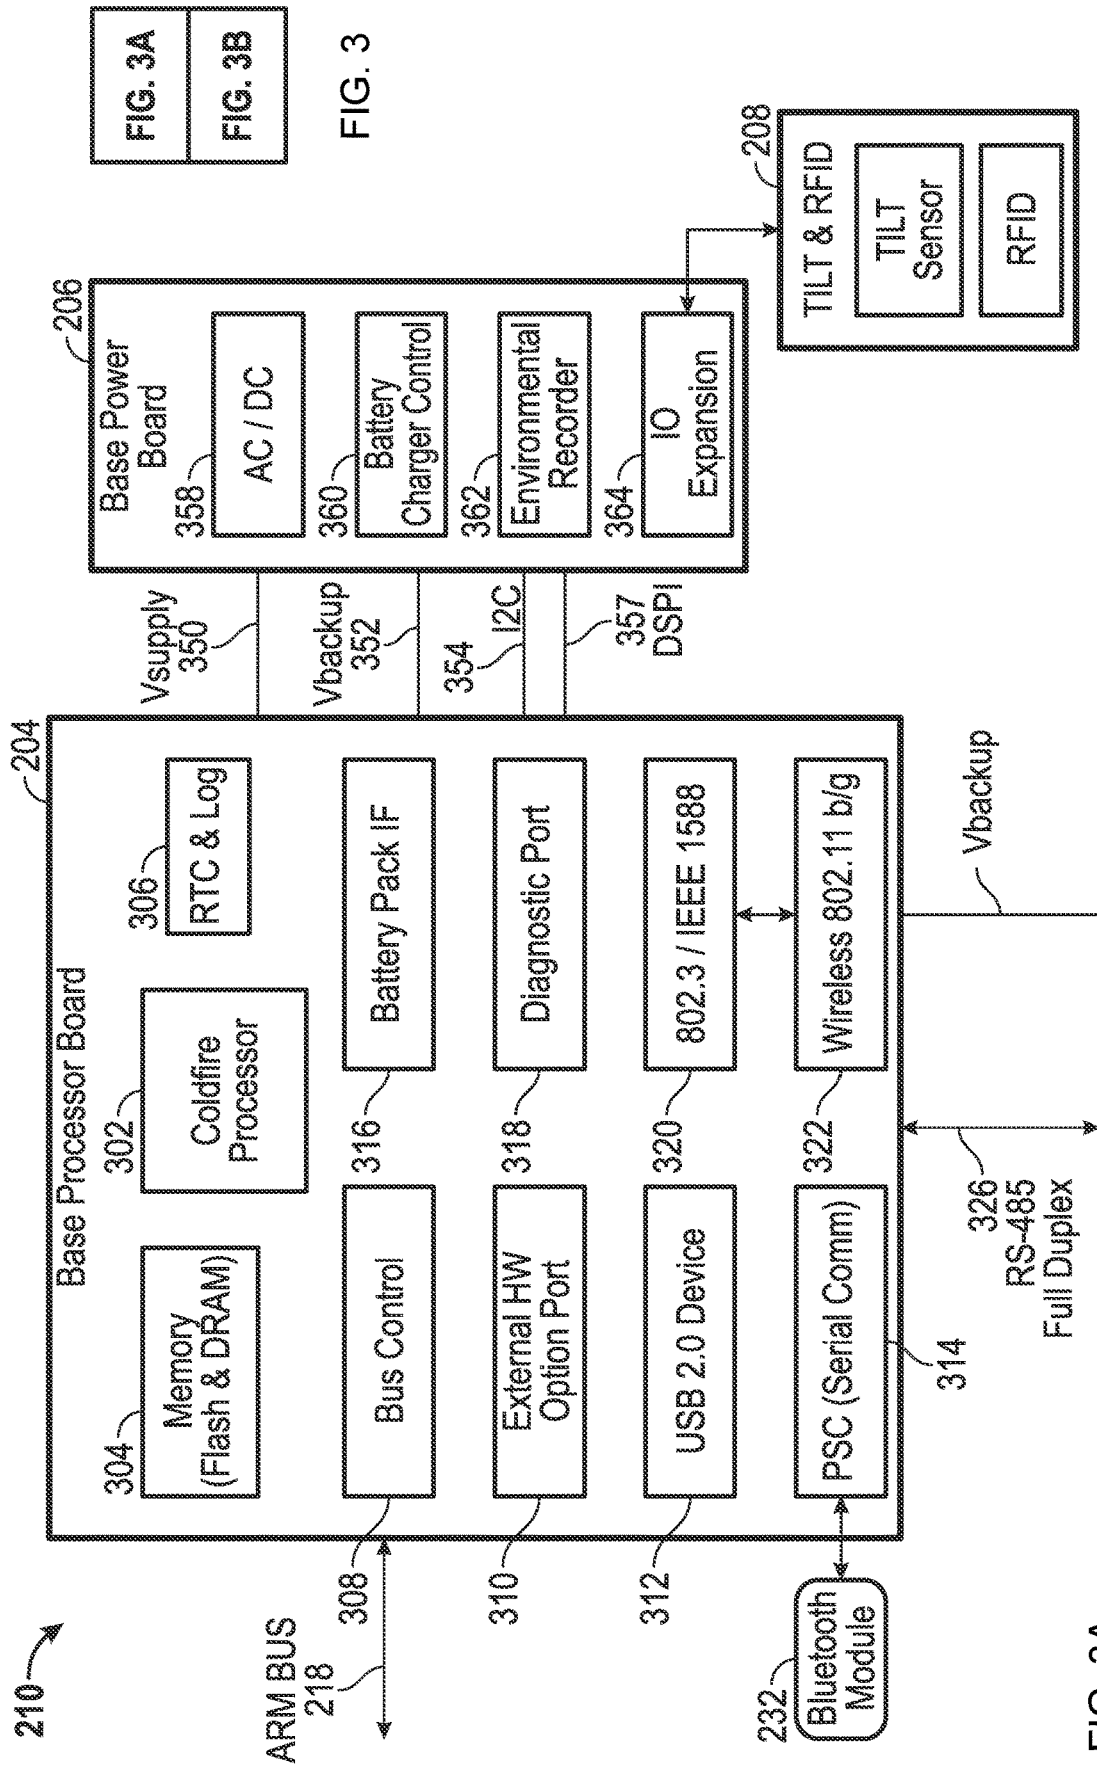 210
ARM BUS
218
Base Processor Board
204
304
Memory
(Flash & DRAM)
302
Coldfire
Processor
306
RTC & Log
308
Bus Control
316
Battery Pack IF
310
External HW
Option Port
318
Diagnostic Port
312
USB 2.0 Device
320
802.3 / IEEE 1588
314
PSC (Serial Comm)
322
Wireless 802.11 b/g
232
Bluetooth
Module
326
RS-485
Full Duplex
Vbackup
Vsupply
350
Vbackup
352
354
I2C
357
DSPI
Base Power
Board
206
358
AC / DC
360
Battery
Charger Control
362
Environmental
Recorder
364
IO
Expansion
208
TILT & RFID
TILT
Sensor
RFID
FIG. 3A
FIG. 3B
FIG. 3
FIG. 3A